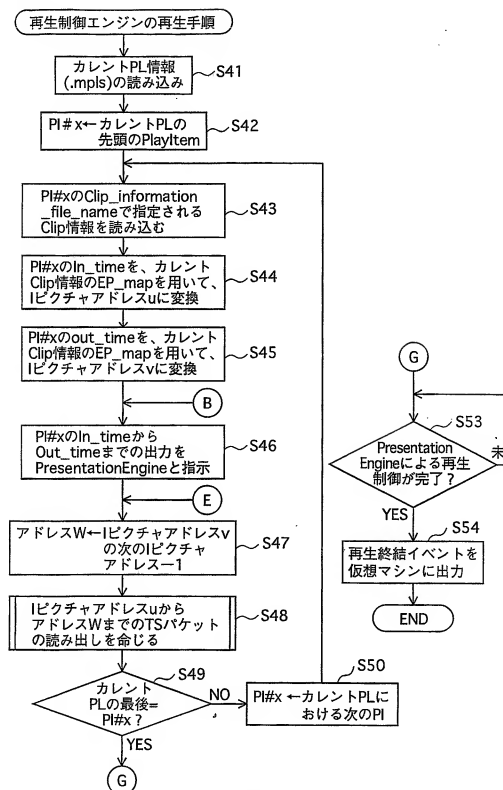 再生制御エンジンの再生手順
カレントPL情報
(.mpls)の読み込み
S41
PI#x←カレントPLの
先頭のPlayItem
S42
PI#xのClip_information
_file_nameで指定される
Clip情報を読み込む
S43
PI#xのIn_timeを、カレント
Clip情報のEP_mapを用いて、
Iピクチャアドレスuに変換
S44
PI#xのout_timeを、カレント
Clip情報のEP_mapを用いて、
Iピクチャアドレスvに変換
S45
B
PI#xのIn_timeから
Out_timeまでの出力を
PresentationEngineと指示
S46
E
アドレスW←Iピクチャアドレスv
の次のIピクチャ
アドレスー1
S47
Iピクチャアドレスuから
アドレスWまでのTSパケット
の読み出しを命じる
S48
カレント
PLの最後=
PI#x?
S49
NO
YES
PI#x ←カレントPLに
おける次のPI
S50
G
G
Presentation
Engineによる再生
制御が完了?
S53
未
YES
再生終結イベントを
仮想マシンに出力
S54
END